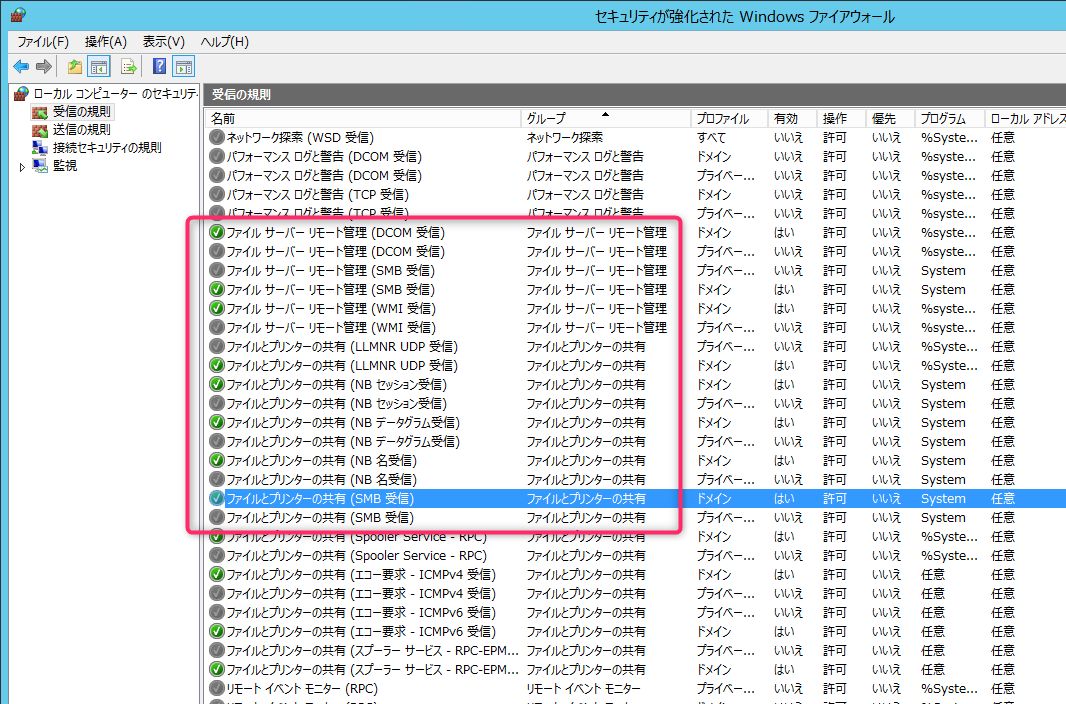 セキュリティが強化された Windows ファイアウォール
ファイル(F) 操作(A) 表示(V) ヘルプ(H)
ローカル コンピューター のセキュリテ
受信の規則
送信の規則
接続セキュリティの規則
監視
受信の規則
名前 グループ プロファイル 有効 操作 優先 プログラム ローカル アドレス
ネットワーク探索 (WSD 受信) ネットワーク探索 すべて いいえ 許可 いいえ %Syste... 任意
パフォーマンス ログと警告 (DCOM 受信) パフォーマンス ログと警告 ドメイン いいえ 許可 いいえ %syste... 任意
パフォーマンス ログと警告 (DCOM 受信) パフォーマンス ログと警告 プライベー... いいえ 許可 いいえ %syste... 任意
パフォーマンス ログと警告 (TCP 受信) パフォーマンス ログと警告 ドメイン いいえ 許可 いいえ %syste... 任意
パフォーマンス ログと警告 (TCP 受信) パフォーマンス ログと警告 プライベー... いいえ 許可 いいえ %syste... 任意
ファイル サーバー リモート管理 (DCOM 受信) ファイル サーバー リモート管理 ドメイン はい 許可 いいえ %syste... 任意
ファイル サーバー リモート管理 (DCOM 受信) ファイル サーバー リモート管理 プライベー... いいえ 許可 いいえ %syste... 任意
ファイル サーバー リモート管理 (SMB 受信) ファイル サーバー リモート管理 プライベー... いいえ 許可 いいえ System 任意
ファイル サーバー リモート管理 (SMB 受信) ファイル サーバー リモート管理 ドメイン はい 許可 いいえ System 任意
ファイル サーバー リモート管理 (WMI 受信) ファイル サーバー リモート管理 ドメイン はい 許可 いいえ %syste... 任意
ファイル サーバー リモート管理 (WMI 受信) ファイル サーバー リモート管理 プライベー... いいえ 許可 いいえ %syste... 任意
ファイルとプリンターの共有 (LLMNR UDP 受信) ファイルとプリンターの共有 プライベー... いいえ 許可 いいえ %Syste... 任意
ファイルとプリンターの共有 (LLMNR UDP 受信) ファイルとプリンターの共有 ドメイン はい 許可 いいえ %Syste... 任意
ファイルとプリンターの共有 (NB セッション受信) ファイルとプリンターの共有 ドメイン はい 許可 いいえ System 任意
ファイルとプリンターの共有 (NB セッション受信) ファイルとプリンターの共有 プライベー... いいえ 許可 いいえ System 任意
ファイルとプリンターの共有 (NB データグラム受信) ファイルとプリンターの共有 ドメイン はい 許可 いいえ System 任意
ファイルとプリンターの共有 (NB データグラム受信) ファイルとプリンターの共有 プライベー... いいえ 許可 いいえ System 任意
ファイルとプリンターの共有 (NB 名受信) ファイルとプリンターの共有 ドメイン はい 許可 いいえ System 任意
ファイルとプリンターの共有 (NB 名受信) ファイルとプリンターの共有 プライベー... いいえ 許可 いいえ System 任意
ファイルとプリンターの共有 (SMB 受信) ファイルとプリンターの共有 ドメイン はい 許可 いいえ System 任意
ファイルとプリンターの共有 (SMB 受信) ファイルとプリンターの共有 プライベー... いいえ 許可 いいえ System 任意
ファイルとプリンターの共有 (Spooler Service - RPC) ファイルとプリンターの共有 ドメイン はい 許可 いいえ %Syste... 任意
ファイルとプリンターの共有 (Spooler Service - RPC) ファイルとプリンターの共有 プライベー... いいえ 許可 いいえ %Syste... 任意
ファイルとプリンターの共有 (エコー要求 - ICMPv4 受信) ファイルとプリンターの共有 ドメイン はい 許可 いいえ 任意 任意
ファイルとプリンターの共有 (エコー要求 - ICMPv4 受信) ファイルとプリンターの共有 プライベー... いいえ 許可 いいえ 任意 任意
ファイルとプリンターの共有 (エコー要求 - ICMPv6 受信) ファイルとプリンターの共有 プライベー... いいえ 許可 いいえ 任意 任意
ファイルとプリンターの共有 (エコー要求 - ICMPv6 受信) ファイルとプリンターの共有 ドメイン はい 許可 いいえ 任意 任意
ファイルとプリンターの共有 (スプーラー サービス - RPC-EPM... ファイルとプリンターの共有 プライベー... いいえ 許可 いいえ 任意 任意
ファイルとプリンターの共有 (スプーラー サービス - RPC-EPM... ファイルとプリンターの共有 ドメイン はい 許可 いいえ 任意 任意
リモート イベント モニター (RPC) リモート イベント モニター プライベー... いいえ 許可 いいえ %Syste... 任意